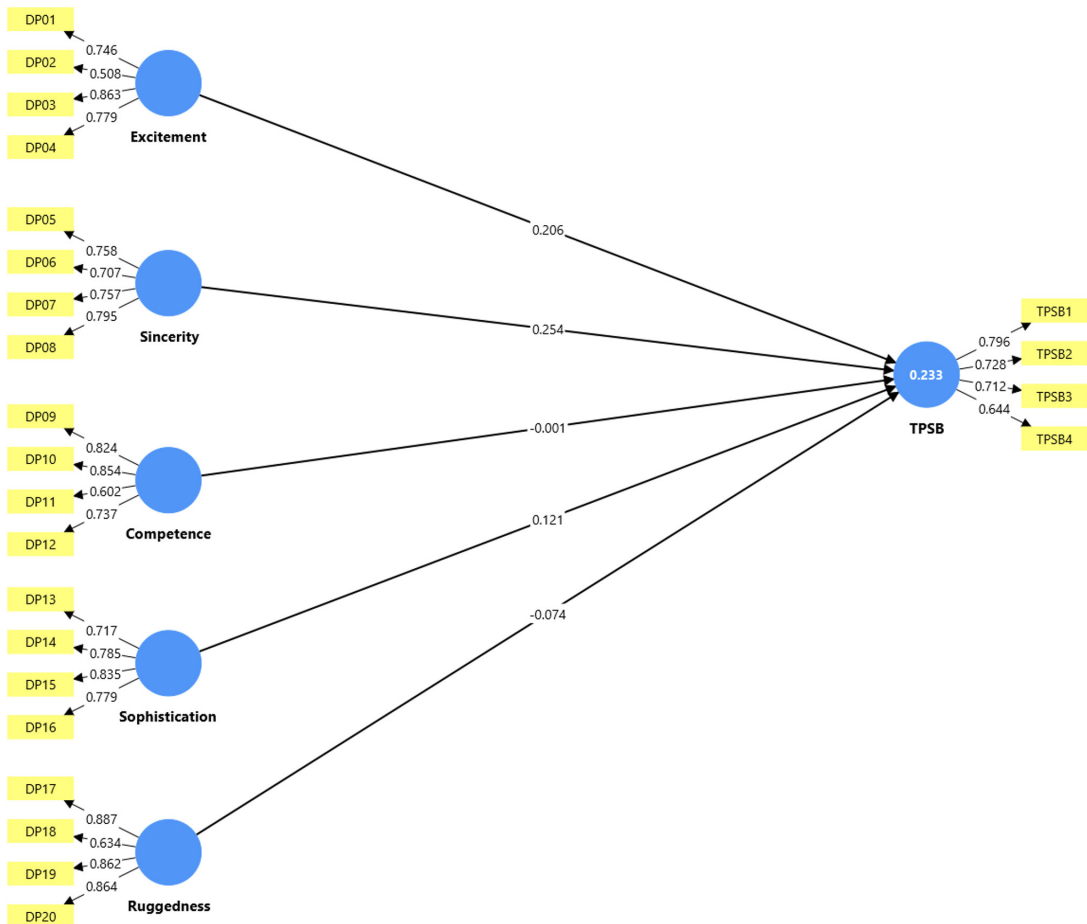 DP01
0.746
DP02
0.508
DP03
0.863
DP04
0.779
Excitement
0.206
DP05
0.758
DP06
0.707
DP07
0.757
DP08
0.795
Sincerity
0.254
DP09
0.824
DP10
0.854
DP11
0.602
DP12
0.737
Competence
-0.001
DP13
0.717
DP14
0.785
DP15
0.835
DP16
0.779
Sophistication
0.121
DP17
0.887
DP18
0.634
DP19
0.862
DP20
0.864
Ruggedness
-0.074
0.233
TPSB
TPSB1
0.796
TPSB2
0.728
TPSB3
0.712
TPSB4
0.644